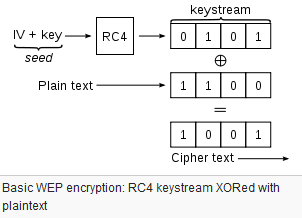 keystream
IV + key
RC4
0 1 0 1
seed
⊕
Plain text
1 1 0 0
=
1 0 0 1
Cipher text
Basic WEP encryption: RC4 keystream XORed with
plaintext